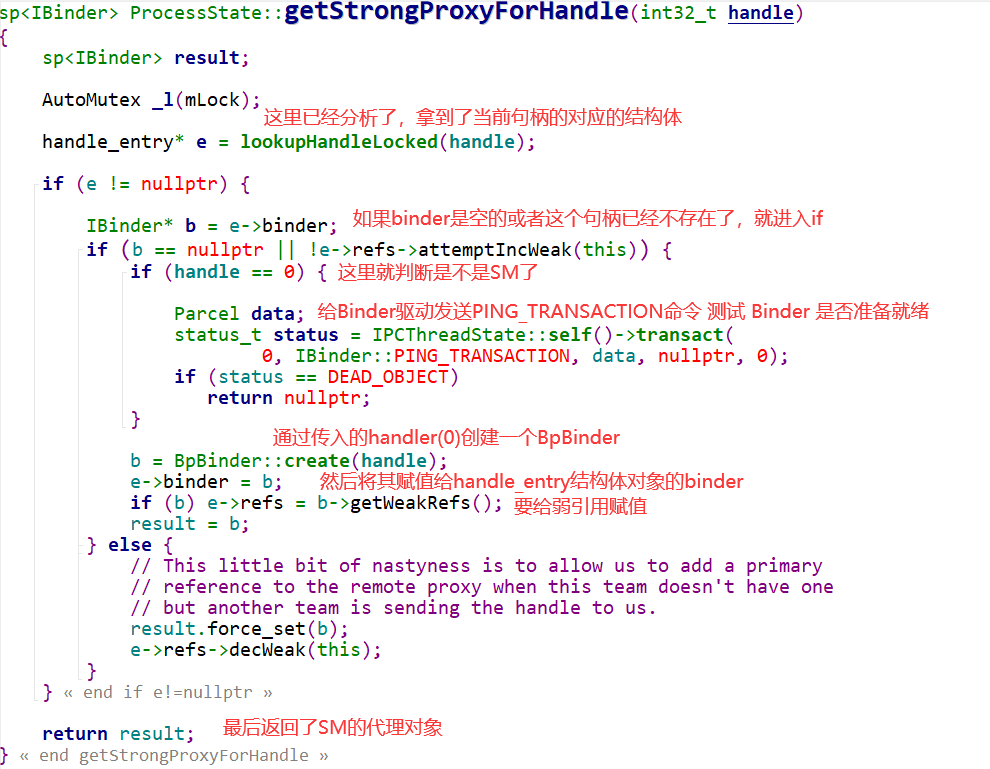 sp<IBinder> ProcessState::getStrongProxyForHandle(int32_t handle)
{
sp<IBinder> result;
AutoMutex _l(mLock);
这里已经分析了，拿到了当前句柄的对应的结构体
handle_entry* e = lookupHandleLocked(handle);
if (e != nullptr) {
IBinder* b = e->binder; 如果binder是空的或者这个句柄已经不存在了，就进入if
if (b == nullptr || !e->refs->attemptIncWeak(this)) {
if (handle == 0) { 这里就判断是不是SM了
Parcel data; 给Binder驱动发送PING_TRANSACTION命令 测试 Binder 是否准备就绪
status_t status = IPCThreadState::self()->transact(
0, IBinder::PING_TRANSACTION, data, nullptr, 0);
if (status == DEAD_OBJECT)
return nullptr;
}
通过传入的handler(0)创建一个BpBinder
b = BpBinder::create(handle);
e->binder = b; 然后将其赋值给handle_entry结构体对象的binder
if (b) e->refs = b->getWeakRefs(); 要给弱引用赋值
result = b;
} else {
// This little bit of nastyness is to allow us to add a primary
// reference to the remote proxy when this team doesn't have one
// but another team is sending the handle to us.
result.force_set(b);
e->refs->decWeak(this);
}
} « end if e!=nullptr »
return result; 最后返回了SM的代理对象
} « end getStrongProxyForHandle »